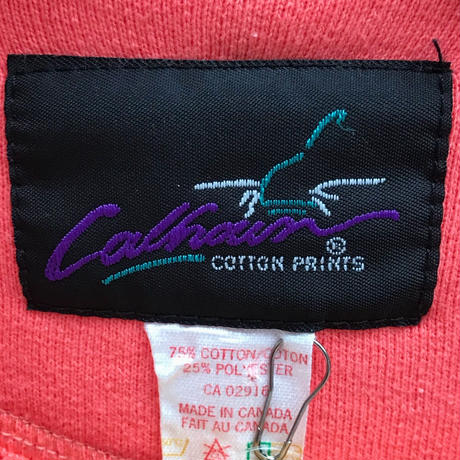 Calhoun®
COTTON PRINTS
75% COTTON/COTON
25% POLYESTER
CA 02916
MADE IN CANADA
FAIT AU CANADA